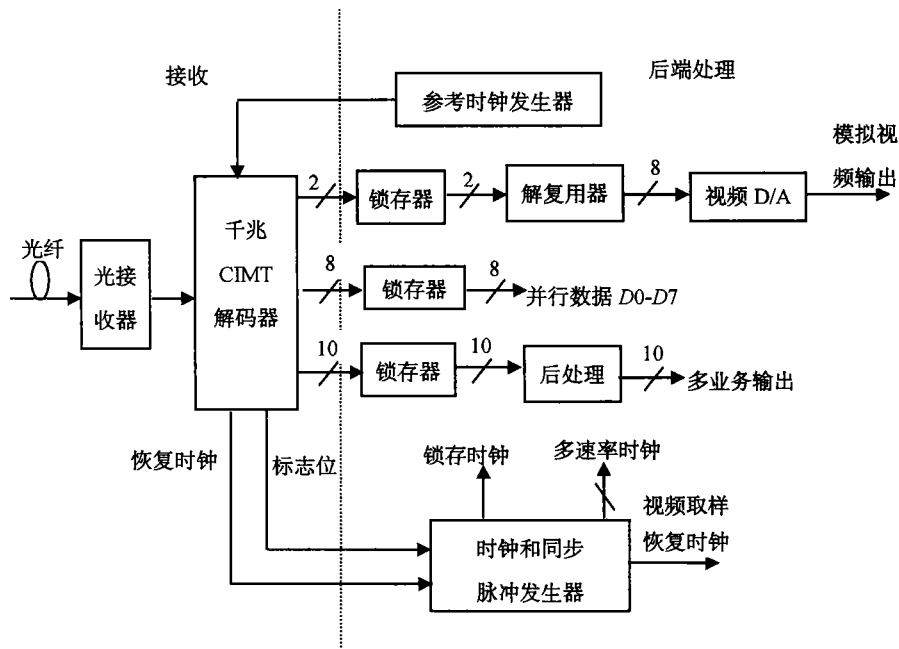 接收
后端处理
参考时钟发生器
模拟视
频输出
2
锁存器
2
解复用器
8
视频 D/A
光纤
光接
收器
千兆
CIMT
解码器
8
锁存器
8
并行数据 D0-D7
10
锁存器
10
后处理
10
多业务输出
恢复时钟
标志位
锁存时钟
多速率时钟
视频取样
恢复时钟
时钟和同步
脉冲发生器